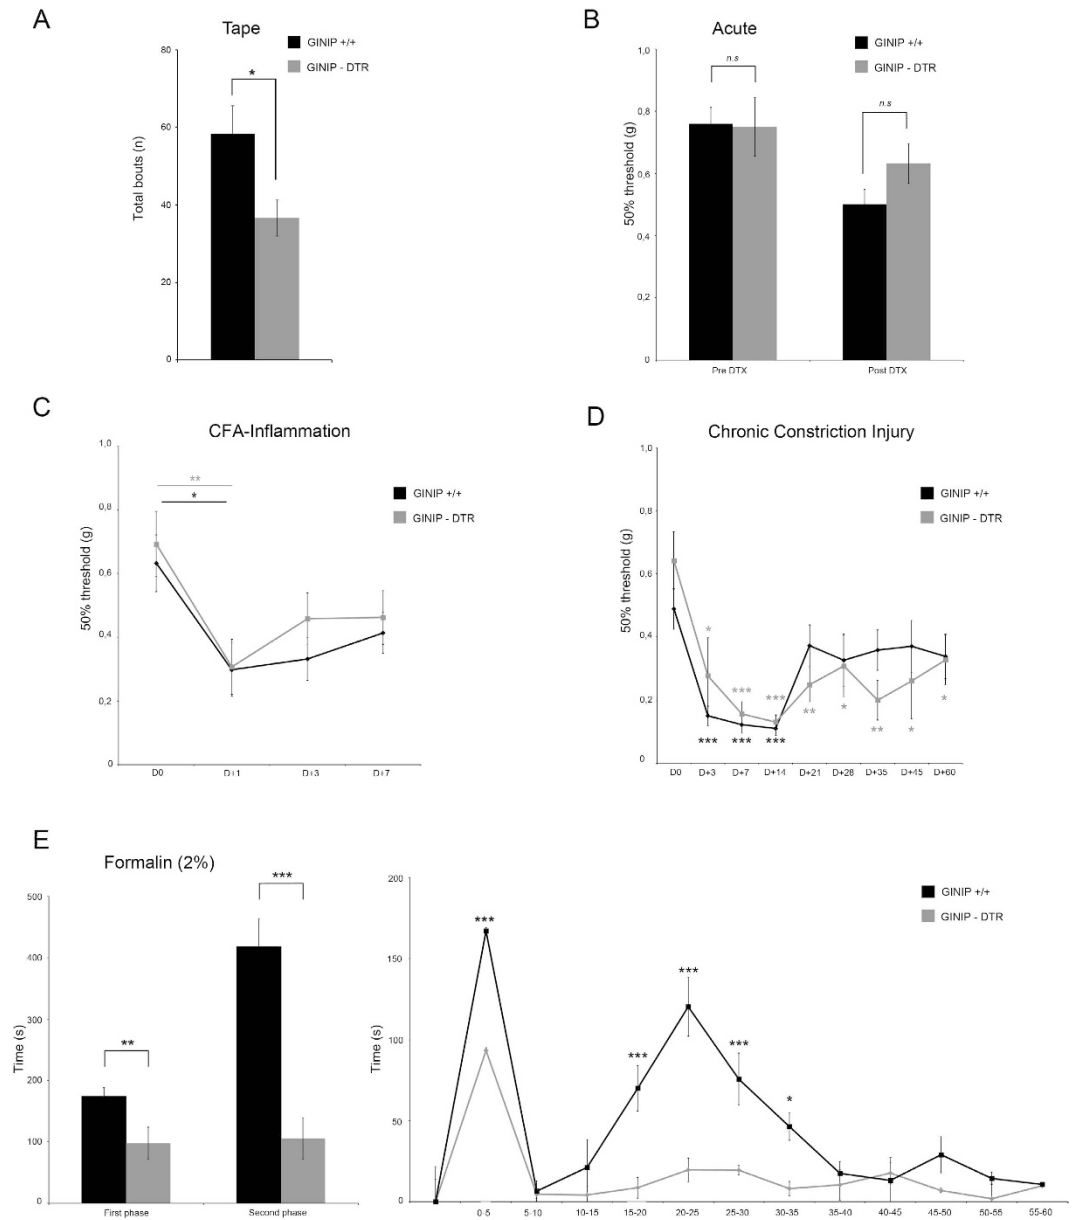 A
Tape
GINIP +/+
GINIP - DTR
80
60
40
20
0
Total bouts (n)
*
B
Acute
GINIP +/+
GINIP - DTR
1,0
0,8
0,6
0,4
0,2
0
50% threshold (g)
n.s
n.s
Pre DTX
Post DTX
C
CFA-Inflammation
GINIP +/+
GINIP - DTR
1,0
0,8
0,6
0,4
0,2
0
50% threshold (g)
**
*
D0
D+1
D+3
D+7
D
Chronic Constriction Injury
GINIP +/+
GINIP - DTR
1,0
0,8
0,6
0,4
0,2
0
50% threshold (g)
*
*** ***
** * ** * *
*** *** ***
D0 D+3 D+7 D+14 D+21 D+28 D+35 D+45 D+60
E
Formalin (2%)
500
400
300
200
100
0
Time (s)
**
***
First phase
Second phase
GINIP +/+
GINIP - DTR
200
150
100
50
0
Time (s)
***
***
***
***
*
0-5 5-10 10-15 15-20 20-25 25-30 30-35 35-40 40-45 45-50 50-55 55-60